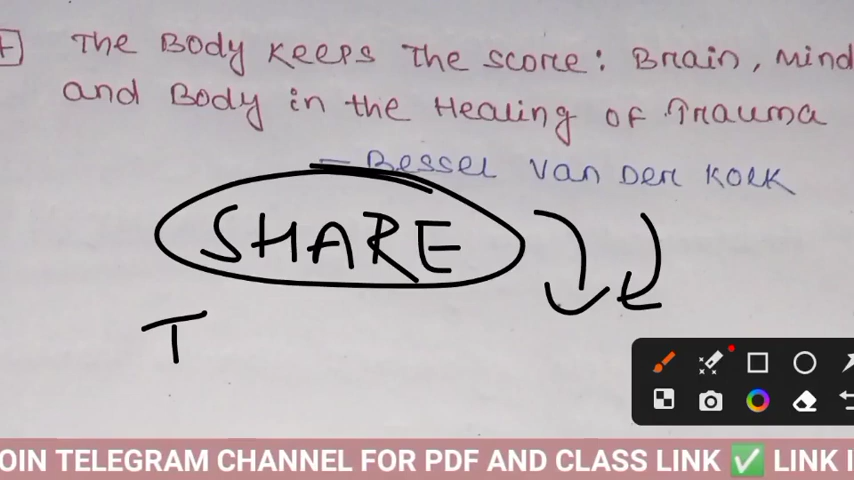 The Body Keeps The Score: Brain, Mind
and Body in the Healing of Trauma
– Bessel Van Der Kolk
SHARE
T
OIN TELEGRAM CHANNEL FOR PDF AND CLASS LINK ✅ LINK I